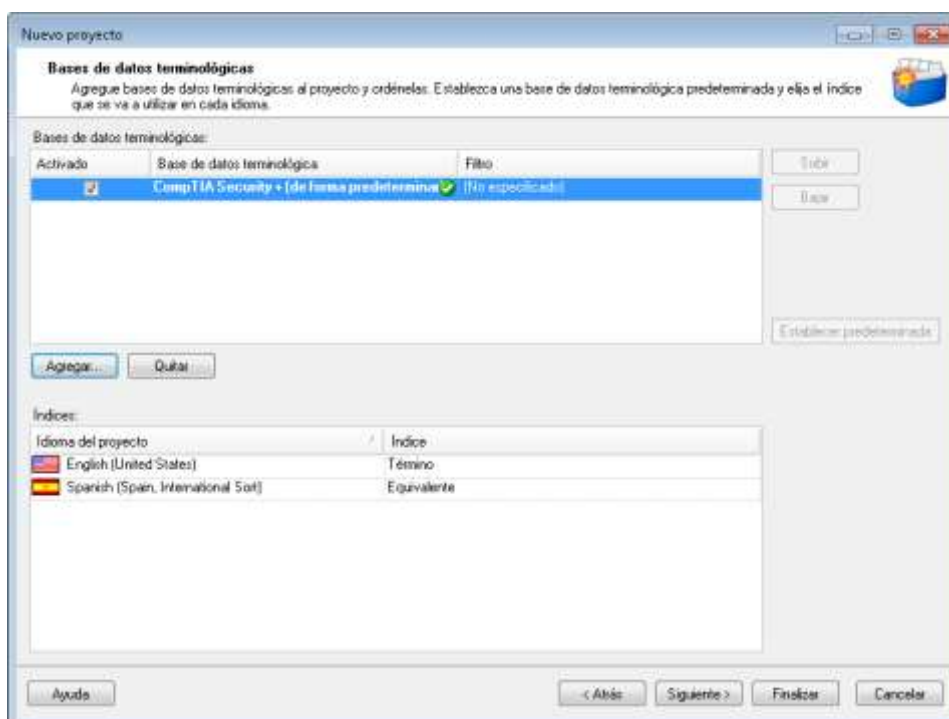 Nuevo proyecto
Bases de datos terminológicas
Agregue bases de datos terminológicas al proyecto y ordénelas. Establezca una base de datos terminológica predeterminada y elija el índice
que se va a utilizar en cada idioma.
Bases de datos terminológicas:
Activado Base de datos terminológica Filtro
CompTIA Security + (de forma predeterminad (No especificado)
Subir
Bajar
Establecer predeterminada
Agregar... Quitar
Índices:
Idioma del proyecto Índice
English (United States) Término
Spanish (Spain, International Sort) Equivalente
Ayuda < Atrás Siguiente > Finalizar Cancelar